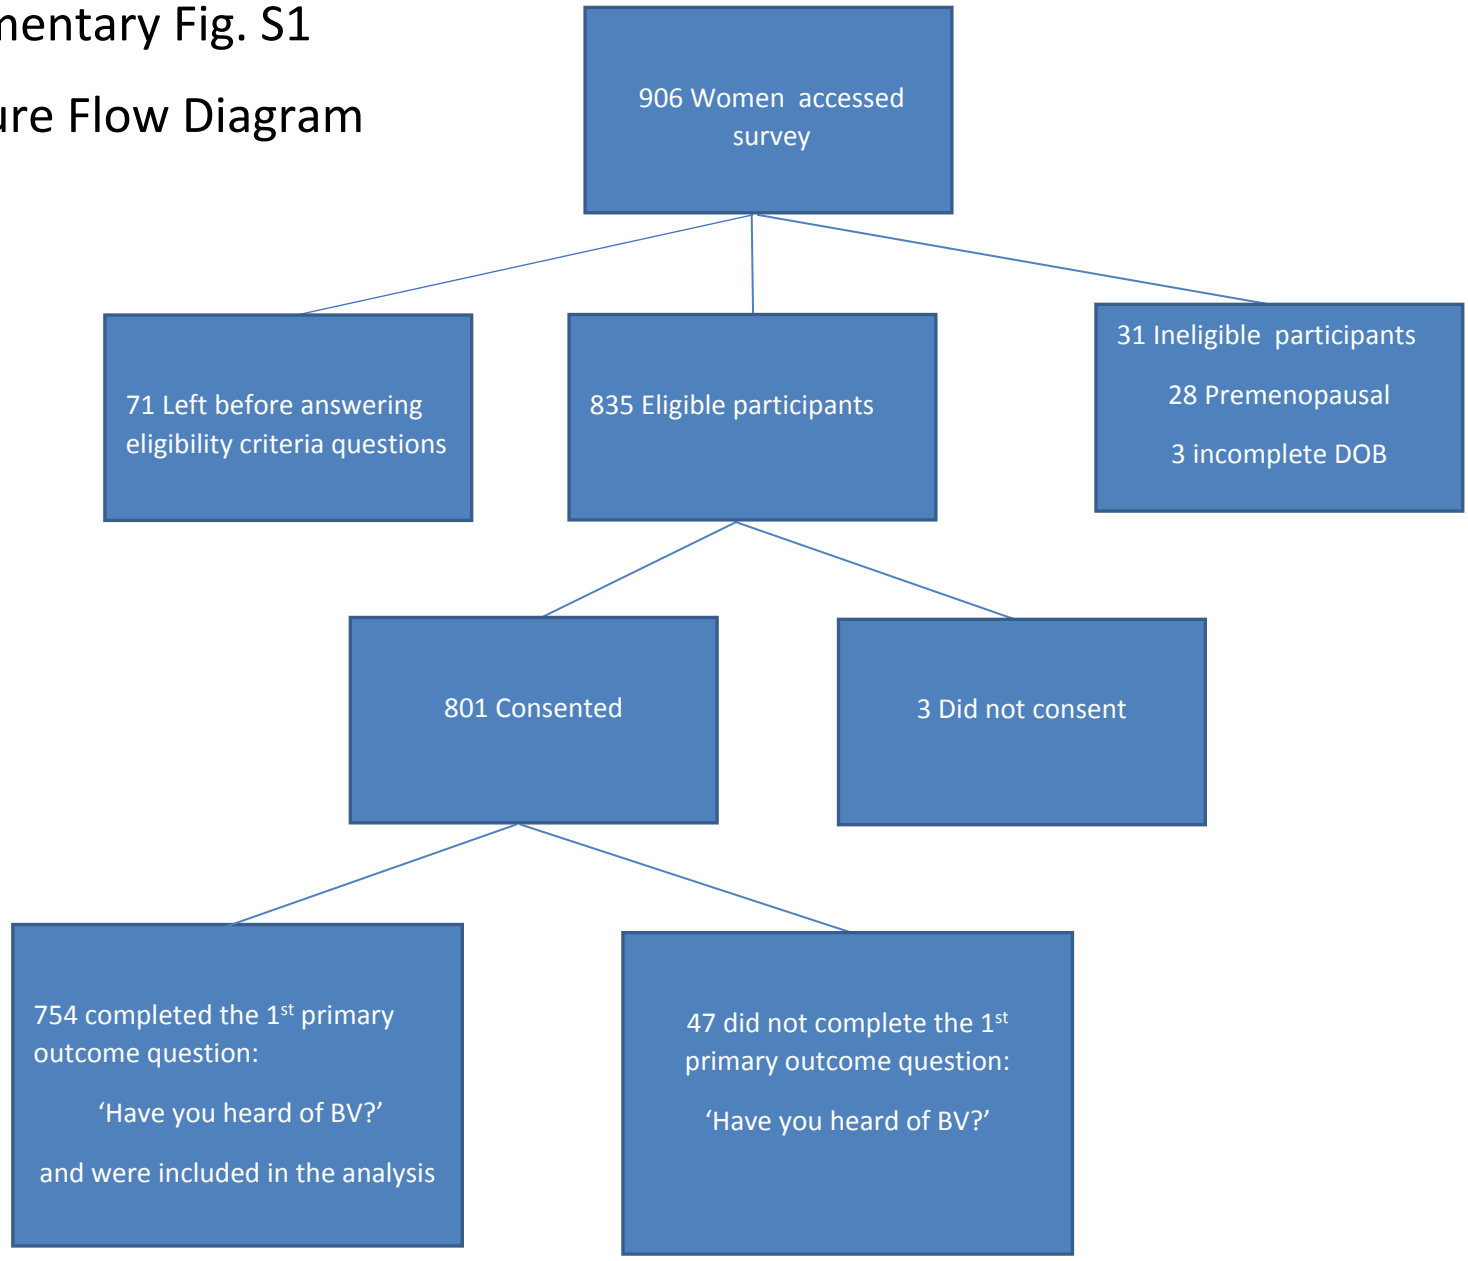 mentary Fig. S1
ure Flow Diagram
906 Women accessed
survey
71 Left before answering
eligibility criteria questions
835 Eligible participants
31 Ineligible participants
28 Premenopausal
3 incomplete DOB
801 Consented
3 Did not consent
754 completed the 1st primary
outcome question:
‘Have you heard of BV?’
and were included in the analysis
47 did not complete the 1st
primary outcome question:
‘Have you heard of BV?’